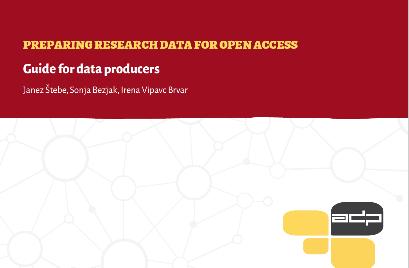 PREPARING RESEARCH DATA FOR OPEN ACCESS
Guide for data producers
Janez Štebe, Sonja Bezjak, Irena Vipavc Brvar
adp